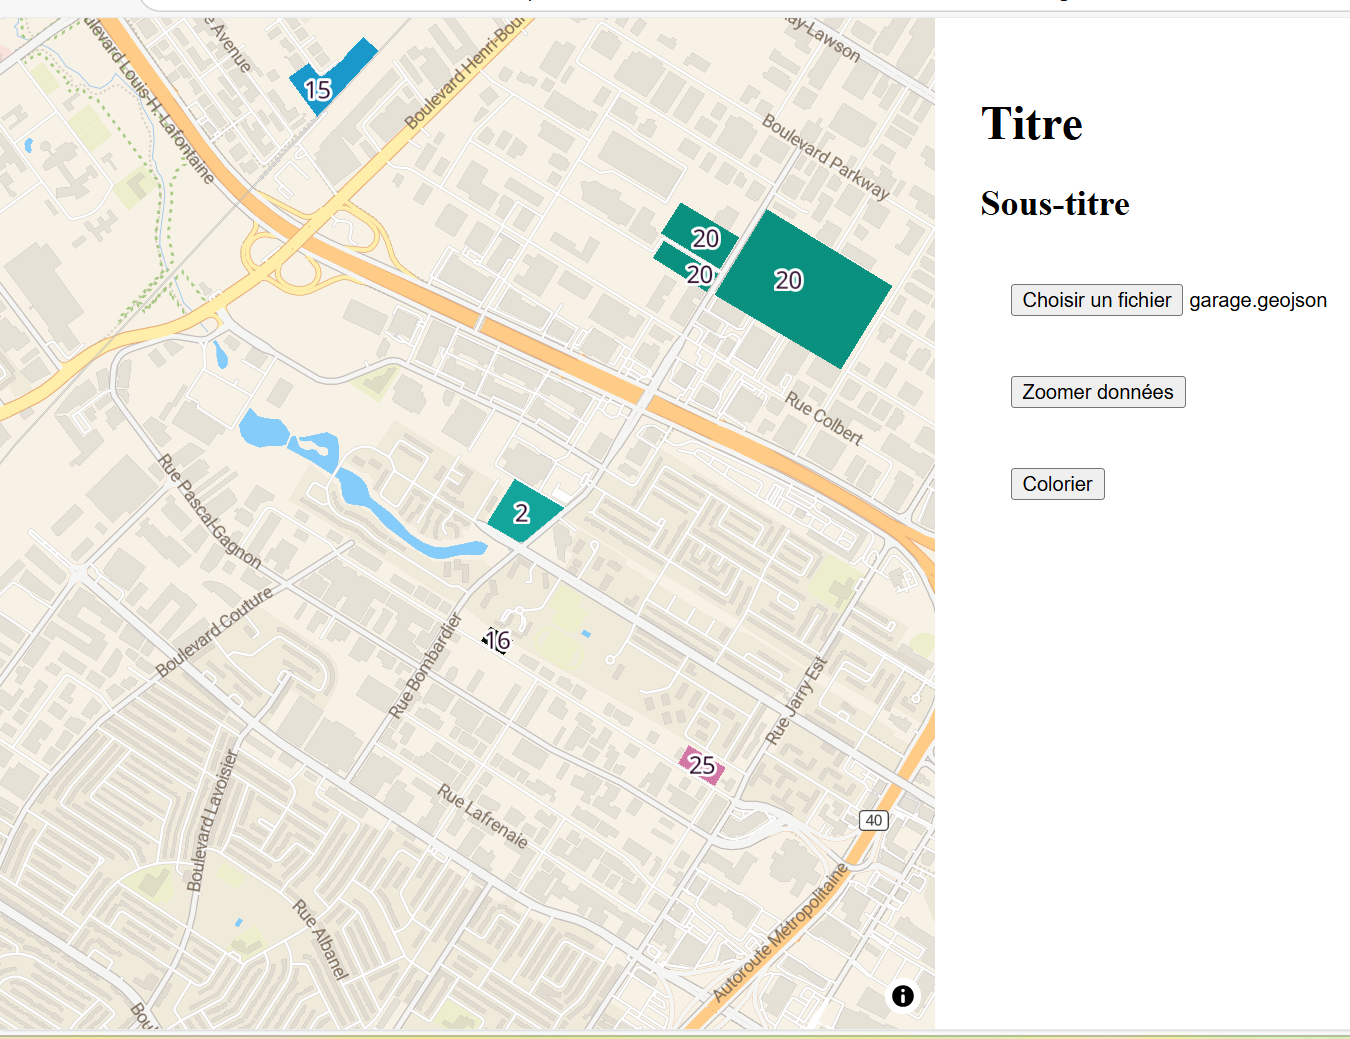 Avenue
ay-Lawson
Boulevard Henri-Bour
oulevard Louis-H.-Lafontaine
15
Boulevard Parkway
Titre
Sous-titre
20
20
20
Choisir un fichier garage.geojson
Zoomer données
Rue Colbert
Colorier
Rue Pascal-Gagnon
2
Boulevard Couture
16
Rue Bombardier
Rue Jarry Est
25
Boulevard Lavoisier
Rue Lafrenaie
40
Autoroute Métropolitaine
Rue Albanel
Bou